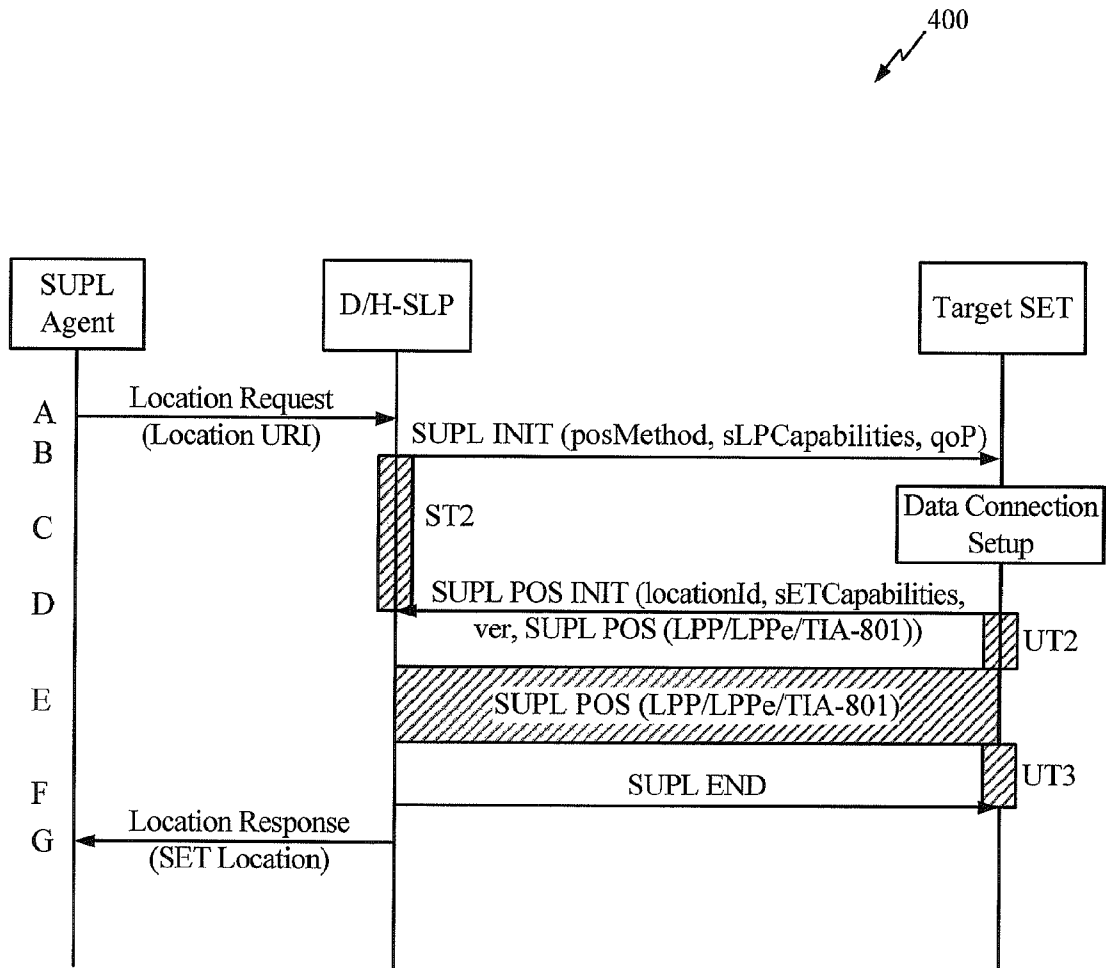 400
SUPL
Agent
D/H-SLP
Target SET
A
Location Request
(Location URI)
B
SUPL INIT (posMethod, sLPCapabilities, qoP)
C
ST2
Data Connection
Setup
D
SUPL POS INIT (locationId, sETCapabilities,
ver, SUPL POS (LPP/LPPe/TIA-801))
UT2
E
SUPL POS (LPP/LPPe/TIA-801)
UT3
F
SUPL END
G
Location Response
(SET Location)